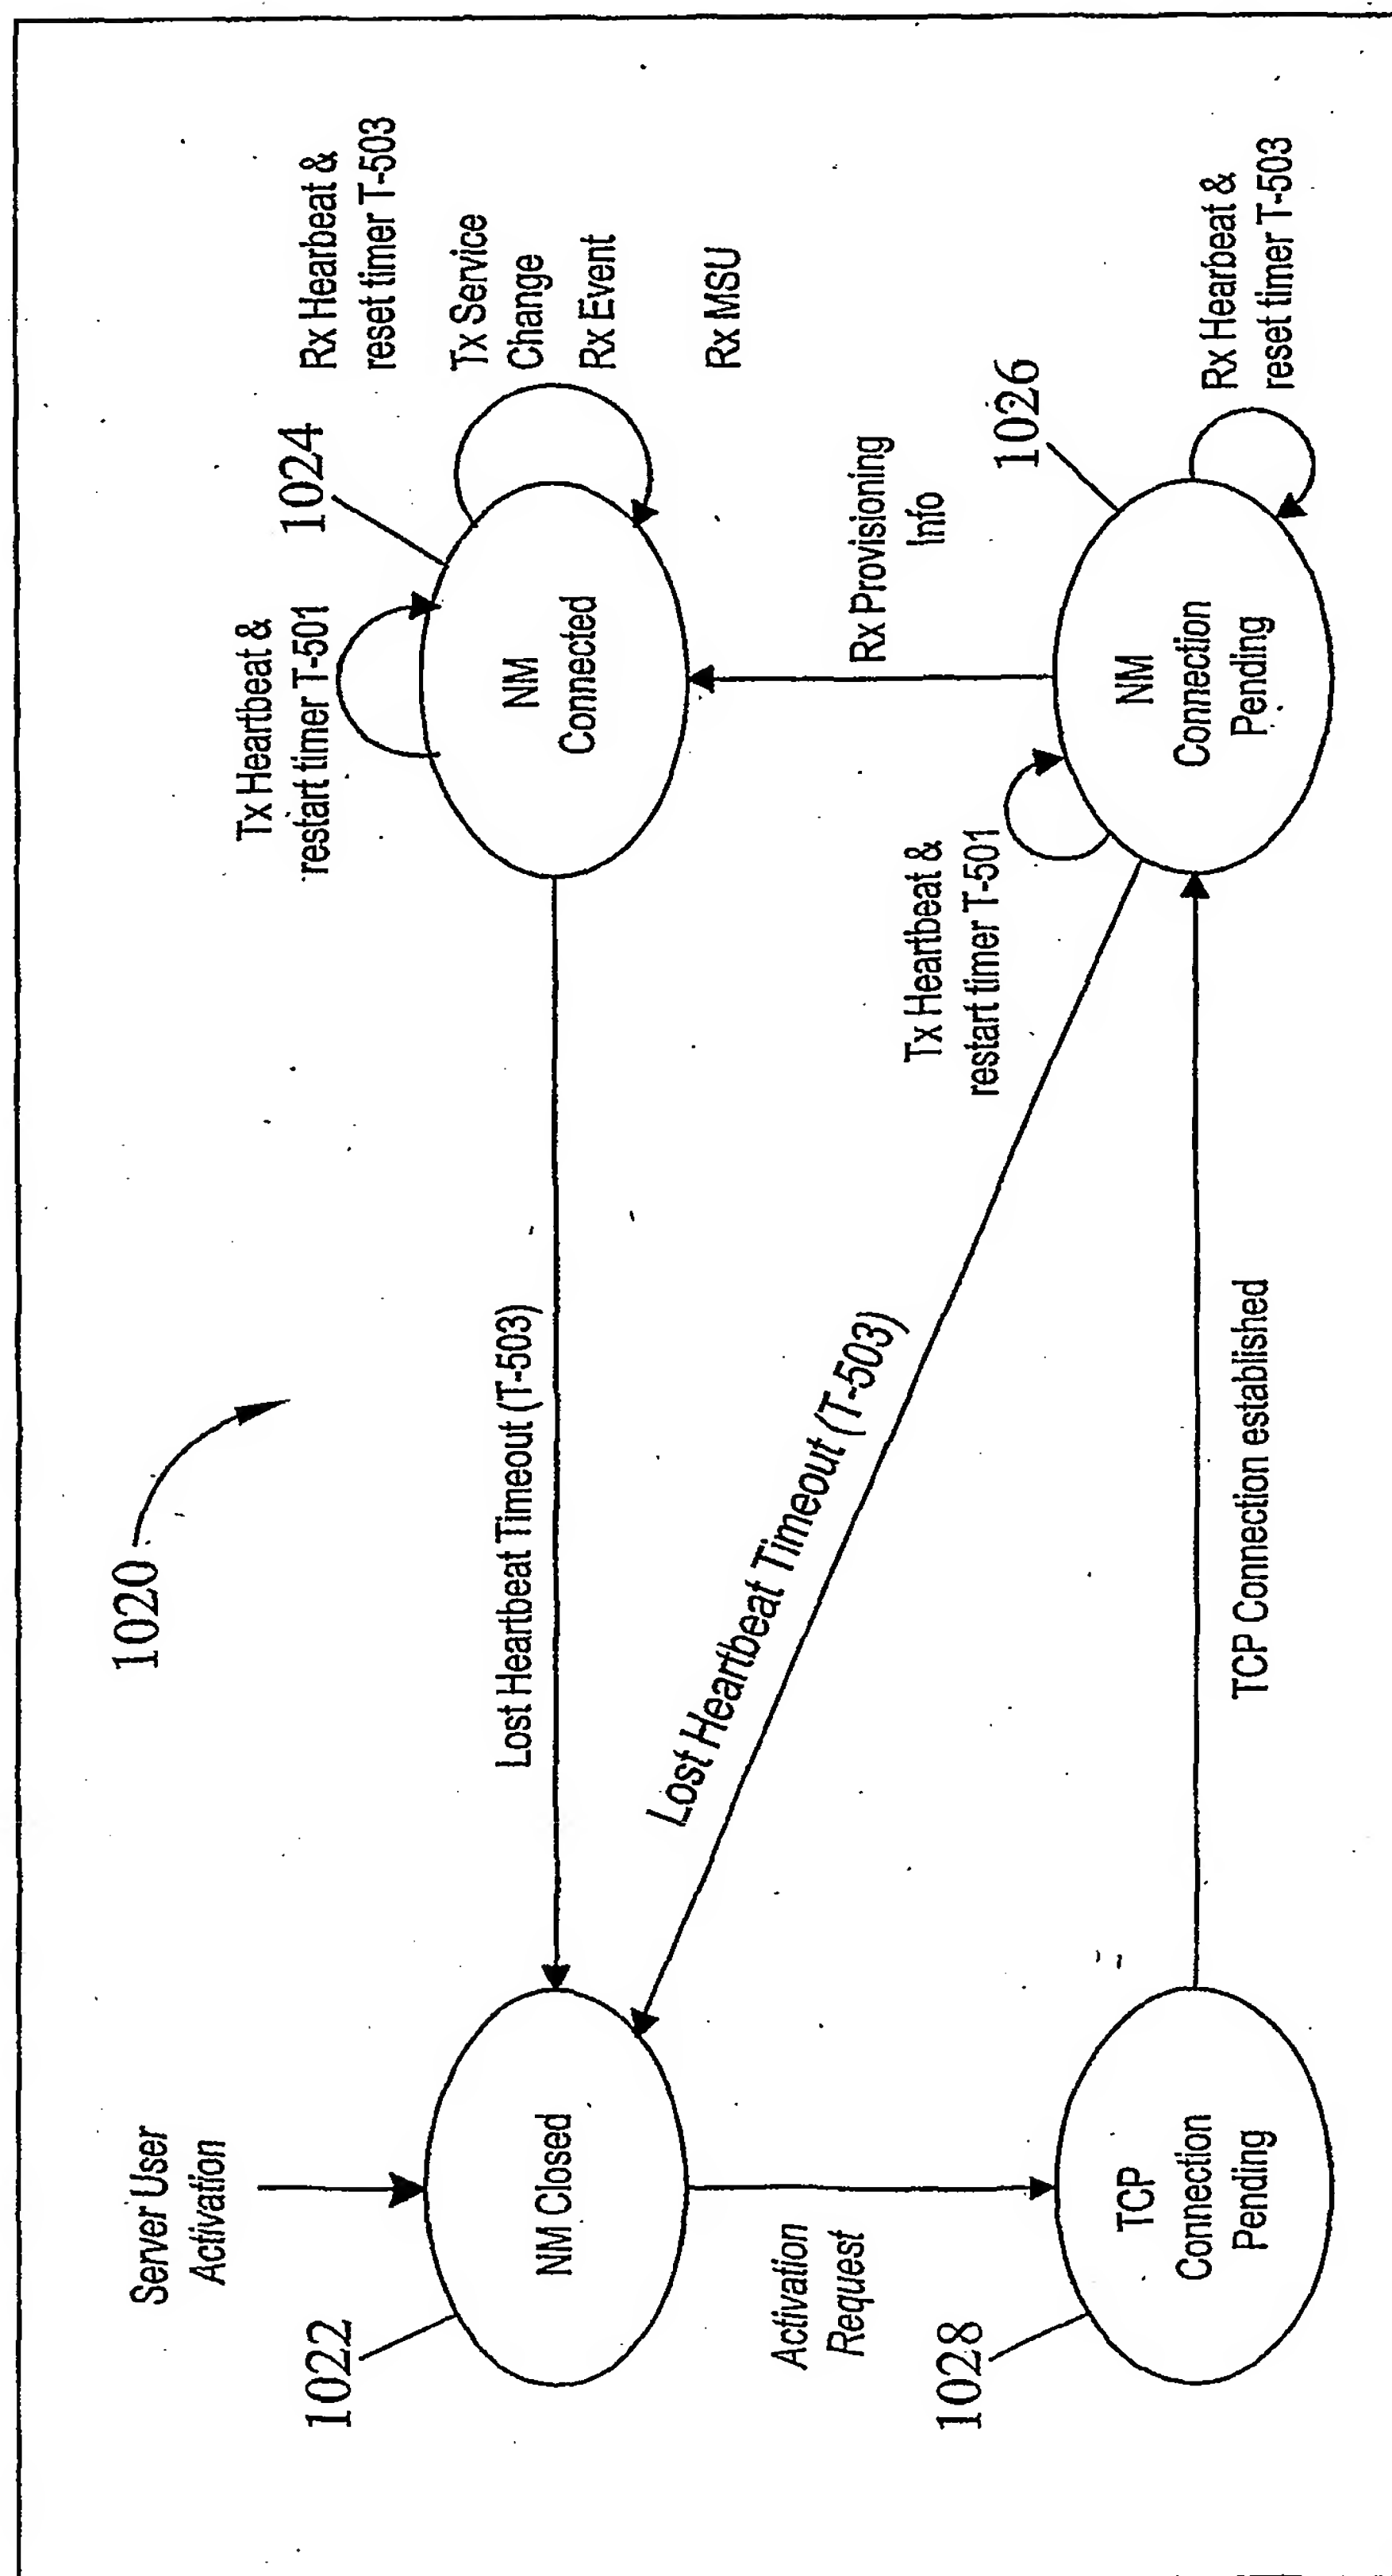 1020
Server User
Activation
1022
NM Closed
Activation
Request
1028
TCP
Connection
Pending
Lost Heartbeat Timeout (T-503)
Lost Heartbeat Timeout (T-503)
TCP Connection established
Tx Heartbeat &
restart timer T-501
1024
NM
Connected
Rx Hearbeat &
reset timer T-503
Tx Service
Change
Rx Event
Rx MSU
Rx Provisioning
Info
Tx Heartbeat &
restart timer T-501
1026
NM
Connection
Pending
Rx Hearbeat &
reset timer T-503